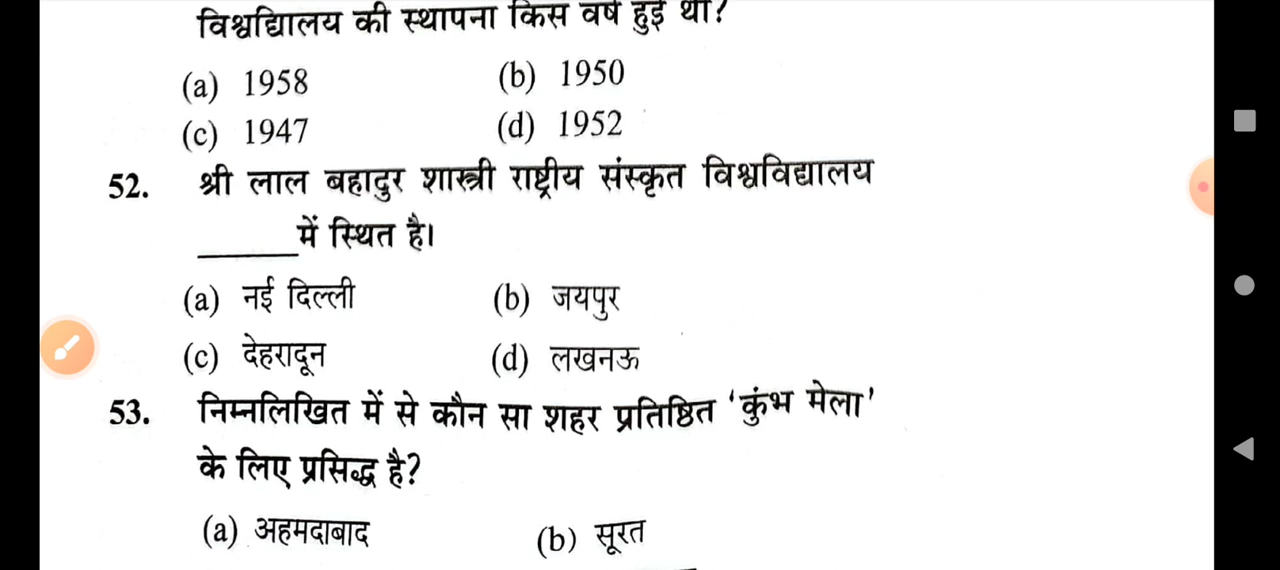 विश्वद्यािलय की स्थापना किस वर्ष हुई थी?
(a) 1958 (b) 1950
(c) 1947 (d) 1952
52. श्री लाल बहादुर शास्त्री राष्ट्रीय संस्कृत विश्वविद्यालय
______में स्थित है।
(a) नई दिल्ली (b) जयपुर
(c) देहरादून (d) लखनऊ
53. निम्नलिखित में से कौन सा शहर प्रतिष्ठित 'कुंभ मेला'
के लिए प्रसिद्ध है?
(a) अहमदाबाद (b) सूरत